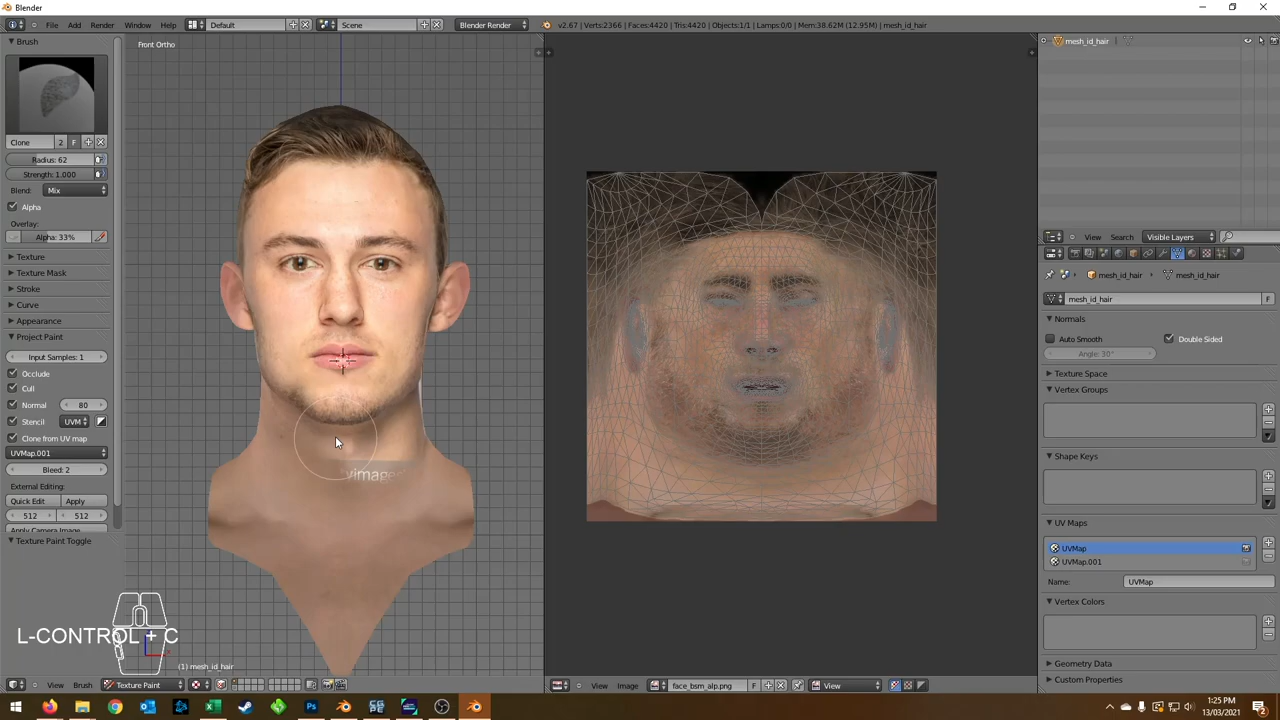 Blender
File Add Render Window Help Default Scene Blender Render v2.67 | Verts:2366 | Faces:4420 | Tris:4420 | Objects:1/1 | Lamps:0/0 | Mem:38.62M (12.95M) | mesh_id_hair
Brush
Front Ortho
mesh_id_hair
Clone 2 F
Radius: 62
Strength: 1.000
Blend: Mix
Alpha
Overlay:
Alpha: 33%
Texture
Texture Mask
Stroke
Curve
Appearance
Project Paint
Input Samples: 1
Occlude
Cull
Normal 80
Stencil UVM
Clone from UV map
UVMap.001
Bleed: 2
External Editing:
Quick Edit Apply
512 512
Apply Camera Image
Texture Paint Toggle
yimages
L-CONTROL + C
(1) mesh_id_hair
View Brush Texture Paint
View Image face_bsm_alp.png F View
View Search Visible Layers
mesh_id_hair mesh_id_hair
mesh_id_hair F
Normals
Auto Smooth Double Sided
Angle: 30°
Texture Space
Vertex Groups
Shape Keys
UV Maps
UVMap
UVMap.001
Name: UVMap
Vertex Colors
Geometry Data
Custom Properties
1:25 PM
13/03/2021